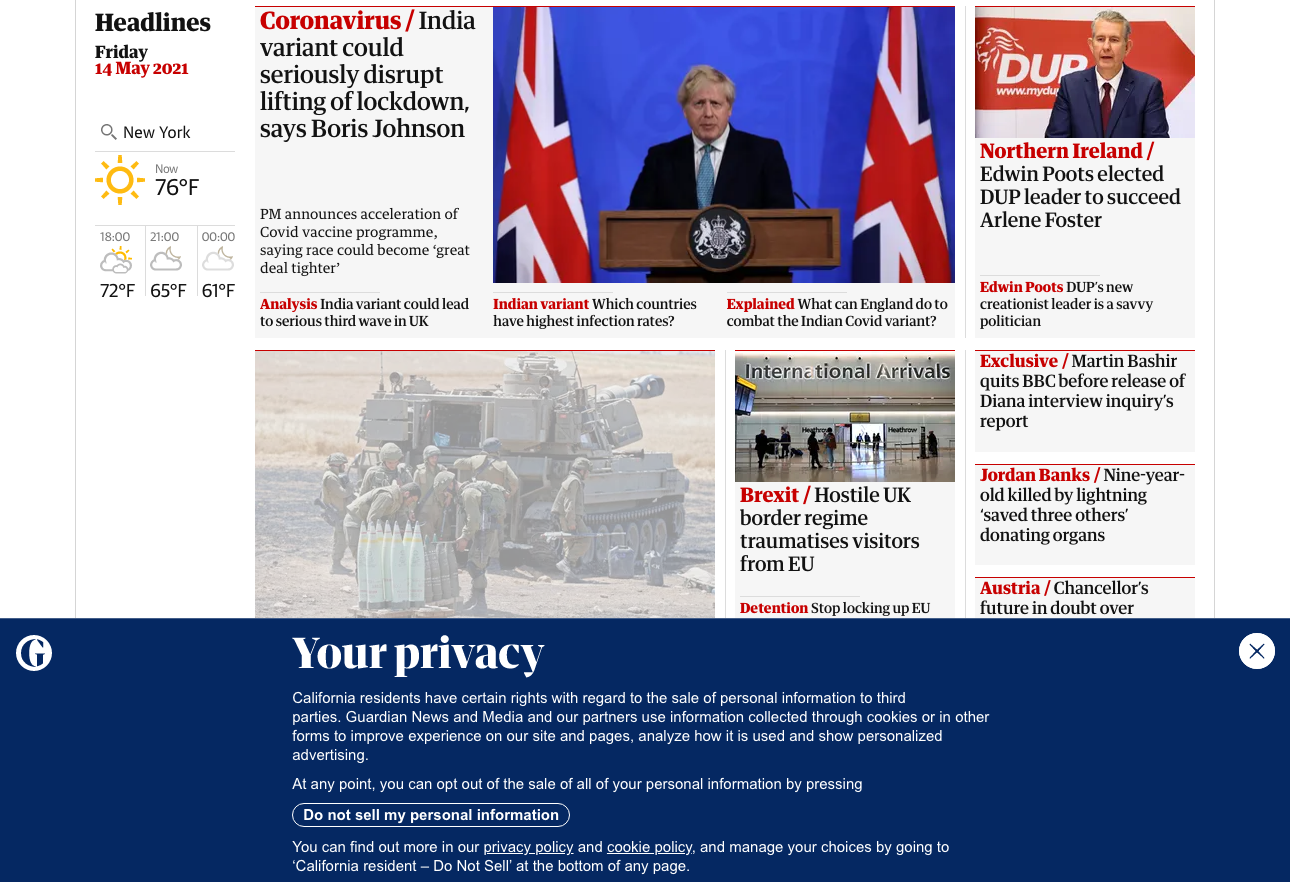 Headlines
Friday
14 May 2021
New York
Now
76°F
18:00
21:00
00:00
72°F
65°F
61°F
Coronavirus / India
variant could
seriously disrupt
lifting of lockdown,
says Boris Johnson
PM announces acceleration of
Covid vaccine programme,
saying race could become ‘great
deal tighter’
Analysis India variant could lead
to serious third wave in UK
Indian variant Which countries
have highest infection rates?
Explained What can England do to
combat the Indian Covid variant?
DUP
www.mydup
Northern Ireland /
Edwin Poots elected
DUP leader to succeed
Arlene Foster
Edwin Poots DUP’s new
creationist leader is a savvy
politician
International Arrivals
Heathrow
Heathrow
Brexit / Hostile UK
border regime
traumatises visitors
from EU
Detention Stop locking up EU
Exclusive / Martin Bashir
quits BBC before release of
Diana interview inquiry’s
report
Jordan Banks / Nine-year-
old killed by lightning
‘saved three others’
donating organs
Austria / Chancellor’s
future in doubt over
G
Your privacy
California residents have certain rights with regard to the sale of personal information to third
parties. Guardian News and Media and our partners use information collected through cookies or in other
forms to improve experience on our site and pages, analyze how it is used and show personalized
advertising.
At any point, you can opt out of the sale of all of your personal information by pressing
Do not sell my personal information
You can find out more in our privacy policy and cookie policy, and manage your choices by going to
‘California resident – Do Not Sell’ at the bottom of any page.